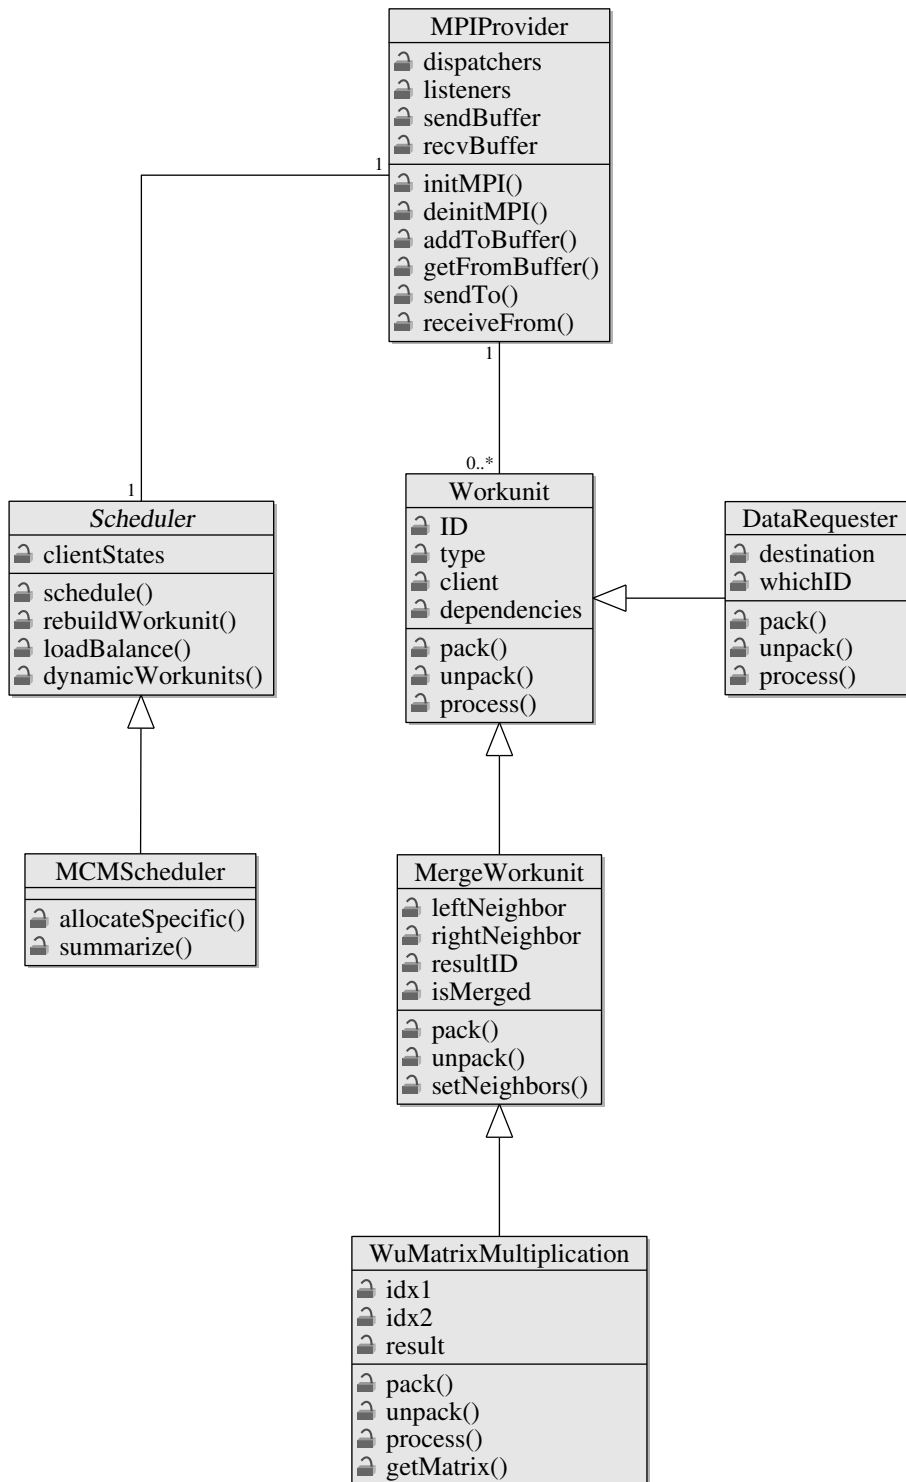 MPIProvider
dispatchers
listeners
sendBuffer
recvBuffer
initMPI()
deinitMPI()
addToBuffer()
getFromBuffer()
sendTo()
receiveFrom()
1
1
1
0..*
Scheduler
clientStates
schedule()
rebuildWorkunit()
loadBalance()
dynamicWorkunits()
Workunit
ID
type
client
dependencies
pack()
unpack()
process()
DataRequester
destination
whichID
pack()
unpack()
process()
MCMScheduler
allocateSpecific()
summarize()
MergeWorkunit
leftNeighbor
rightNeighbor
resultID
isMerged
pack()
unpack()
setNeighbors()
WuMatrixMultiplication
idx1
idx2
result
pack()
unpack()
process()
getMatrix()